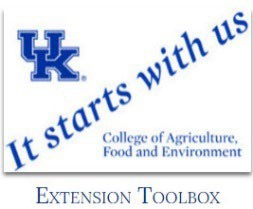 UK
It starts with us
College of Agriculture,
Food and Environment
EXTENSION TOOLBOX